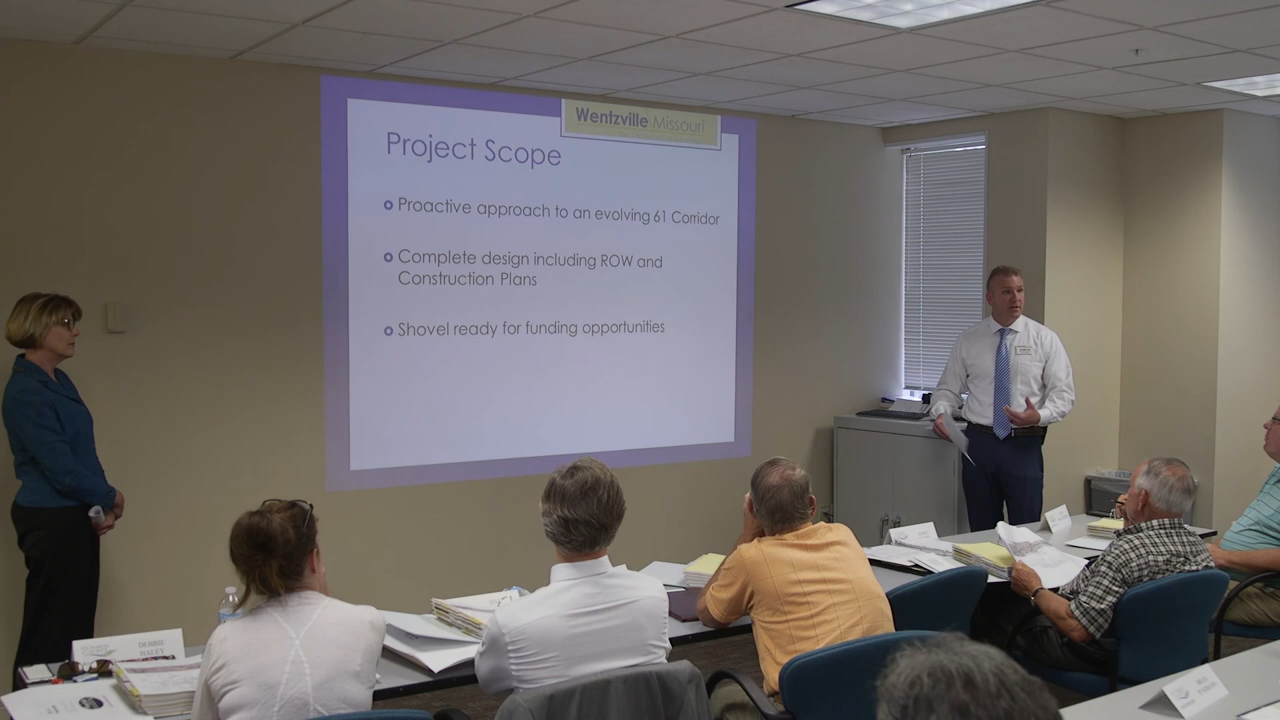 Wentzville Missouri
Project Scope
Proactive approach to an evolving 61 Corridor
Complete design including ROW and
Construction Plans
Shovel ready for funding opportunities
DEBBIE
HALEY